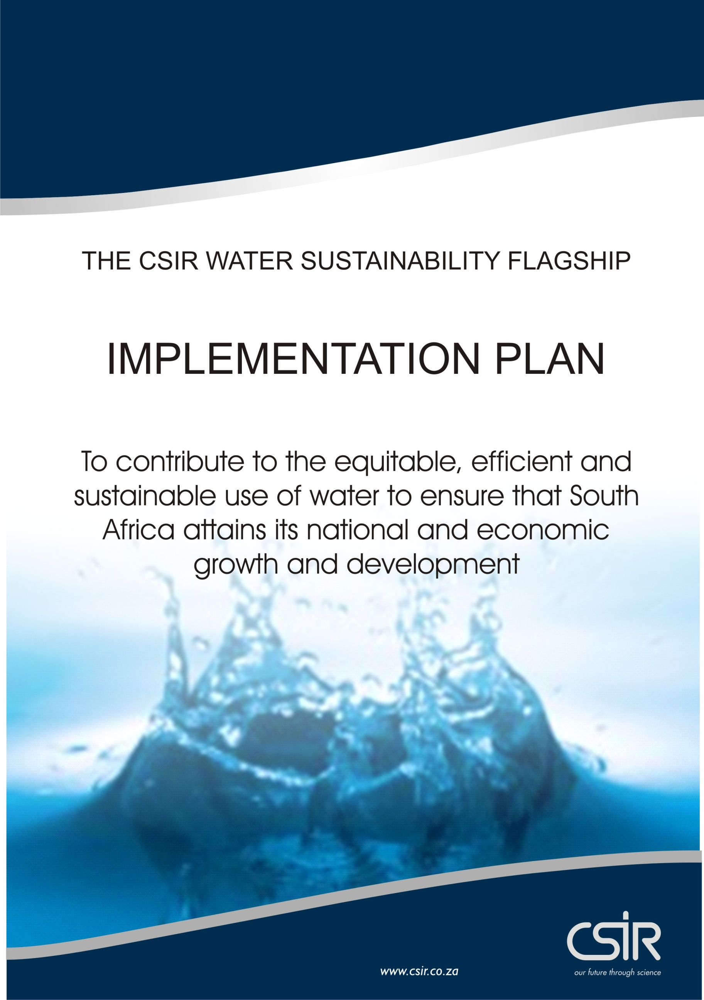 THE CSIR WATER SUSTAINABILITY FLAGSHIP
IMPLEMENTATION PLAN
To contribute to the equitable, efficient and
sustainable use of water to ensure that South
Africa attains its national and economic
growth and development
CSIR
www.csir.co.za
our future through science